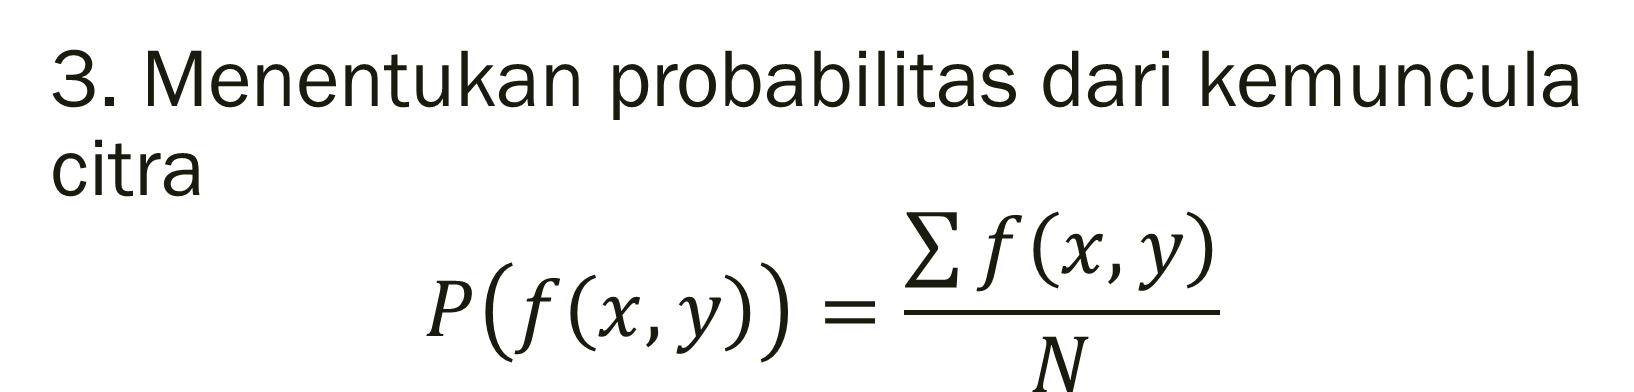 3. Menentukan probabilitas dari kemuncula
citra
P(f(x, y)) = ∑ f(x, y) / N